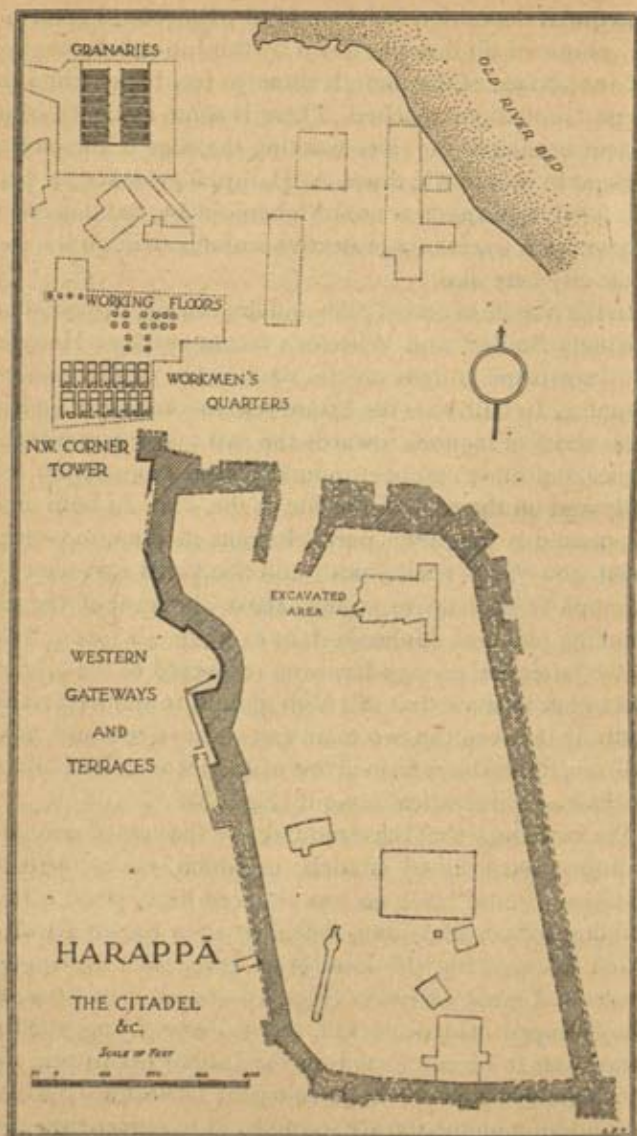 GRANARIES
OLD RIVER BED
WORKING FLOORS
WORKMEN'S
QUARTERS
N.W. CORNER
TOWER
EXCAVATED
AREA
WESTERN
GATEWAYS
AND
TERRACES
HARAPPĀ
THE CITADEL
&c.
SCALE OF FEET